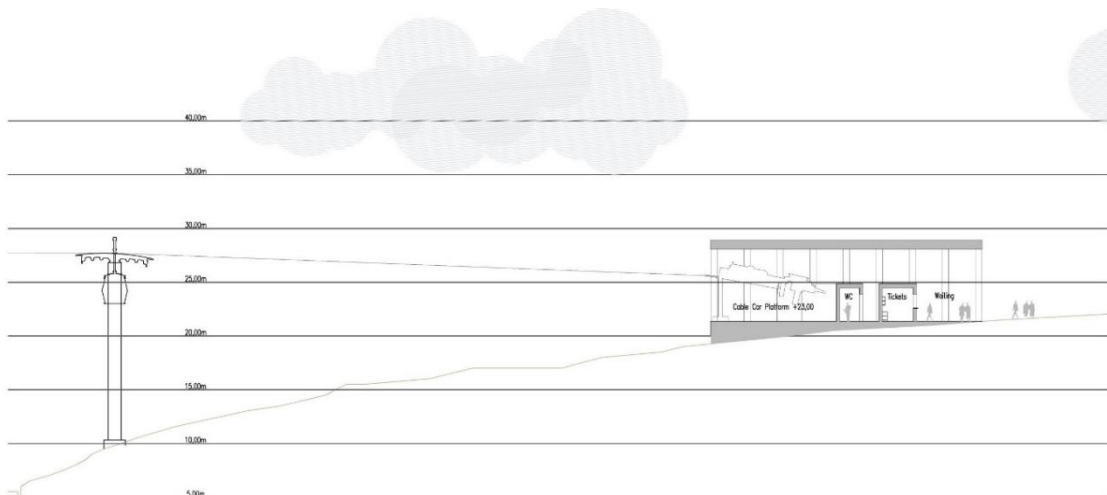 40,00m
35,00m
30,00m
25,00m
20,00m
15,00m
10,00m
5,00m
Cable Car Platform +23,00
WC
Tickets
Waiting